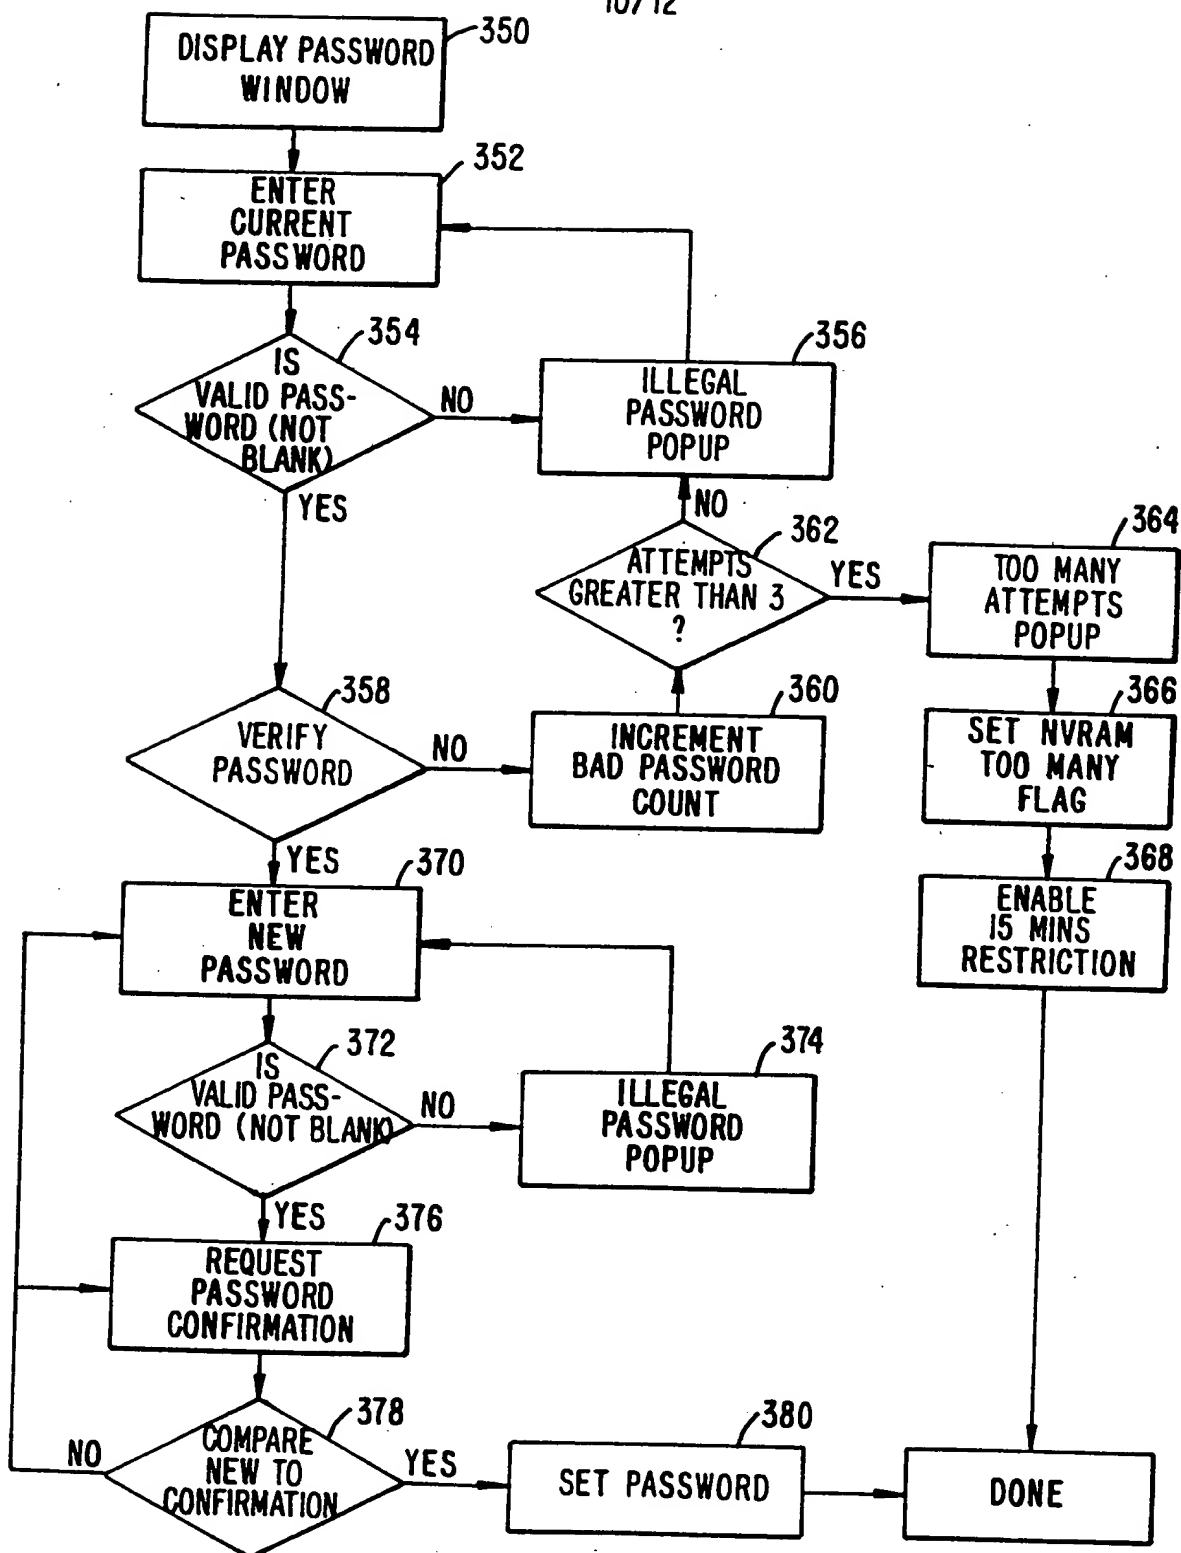 10/12
350
DISPLAY PASSWORD
WINDOW
352
ENTER
CURRENT
PASSWORD
354
IS
VALID PASS-
WORD (NOT
BLANK)
NO
YES
356
ILLEGAL
PASSWORD
POPUP
NO
362
ATTEMPTS
GREATER THAN 3
?
YES
364
TOO MANY
ATTEMPTS
POPUP
358
VERIFY
PASSWORD
NO
YES
360
INCREMENT
BAD PASSWORD
COUNT
366
SET NVRAM
TOO MANY
FLAG
368
ENABLE
15 MINS
RESTRICTION
370
ENTER
NEW
PASSWORD
372
IS
VALID PASS-
WORD (NOT BLANK)
NO
YES
374
ILLEGAL
PASSWORD
POPUP
376
REQUEST
PASSWORD
CONFIRMATION
378
COMPARE
NEW TO
CONFIRMATION
NO
YES
380
SET PASSWORD
DONE